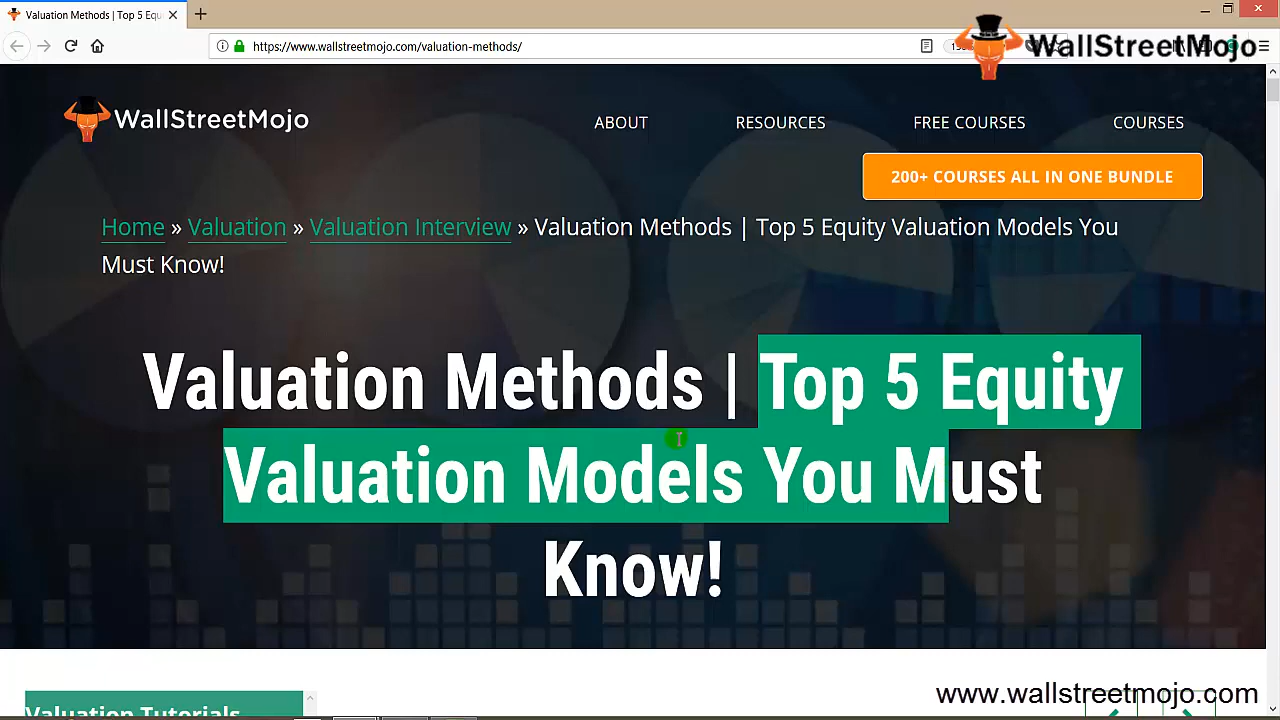 Valuation Methods | Top 5 Equ
https://www.wallstreetmojo.com/valuation-methods/
WallStreetMojo
WallStreetMojo
ABOUT
RESOURCES
FREE COURSES
COURSES
200+ COURSES ALL IN ONE BUNDLE
Home » Valuation » Valuation Interview » Valuation Methods | Top 5 Equity Valuation Models You
Must Know!
Valuation Methods | Top 5 Equity
Valuation Models You Must
Know!
Valuation Tutorials
www.wallstreetmojo.com